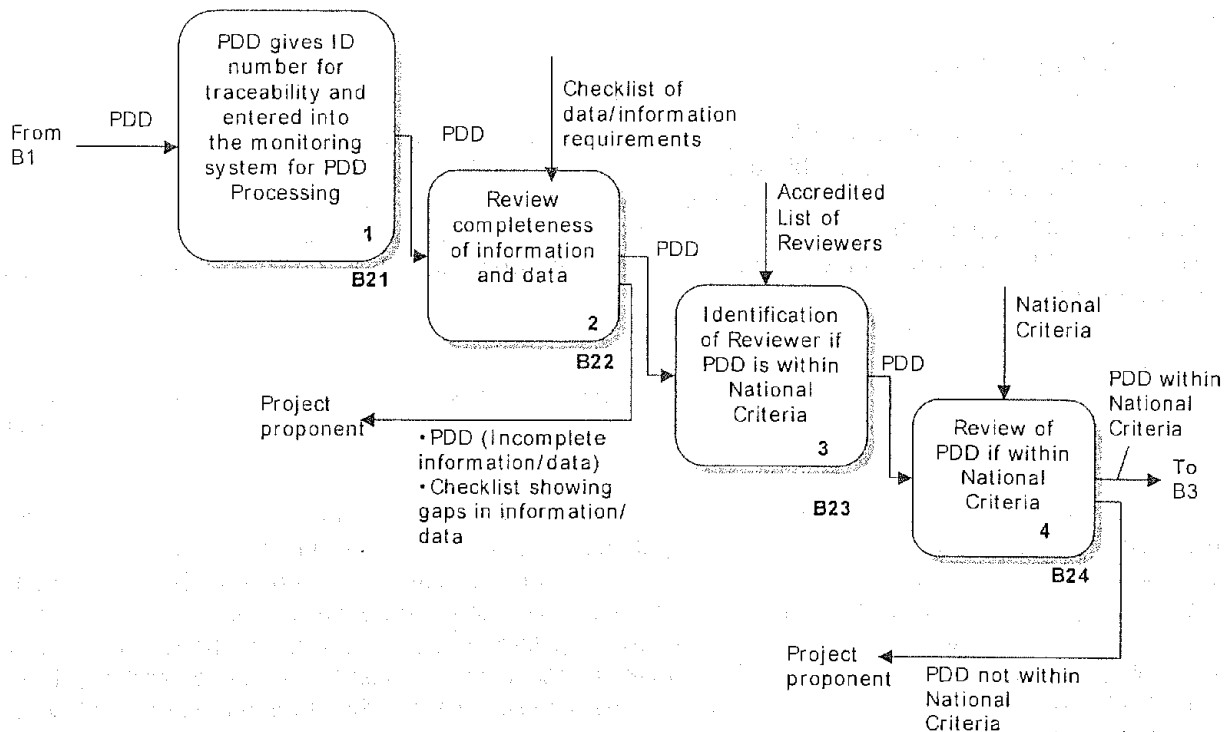 PDD gives ID
number for
traceability and
entered into
the monitoring
system for PDD
Processing
1
B21
From
B1
PDD
PDD
Checklist of
data/information
requirements
Review
completeness
of information
and data
2
B22
PDD
Accredited
List of
Reviewers
Identification
of Reviewer if
PDD is within
National
Criteria
3
B23
PDD
National
Criteria
PDD within
National
Criteria
Review of
PDD if within
National
Criteria
4
B24
To
B3
Project
proponent
•PDD (Incomplete
information/data)
•Checklist showing
gaps in information/
data
Project
proponent
PDD not within
National
Criteria